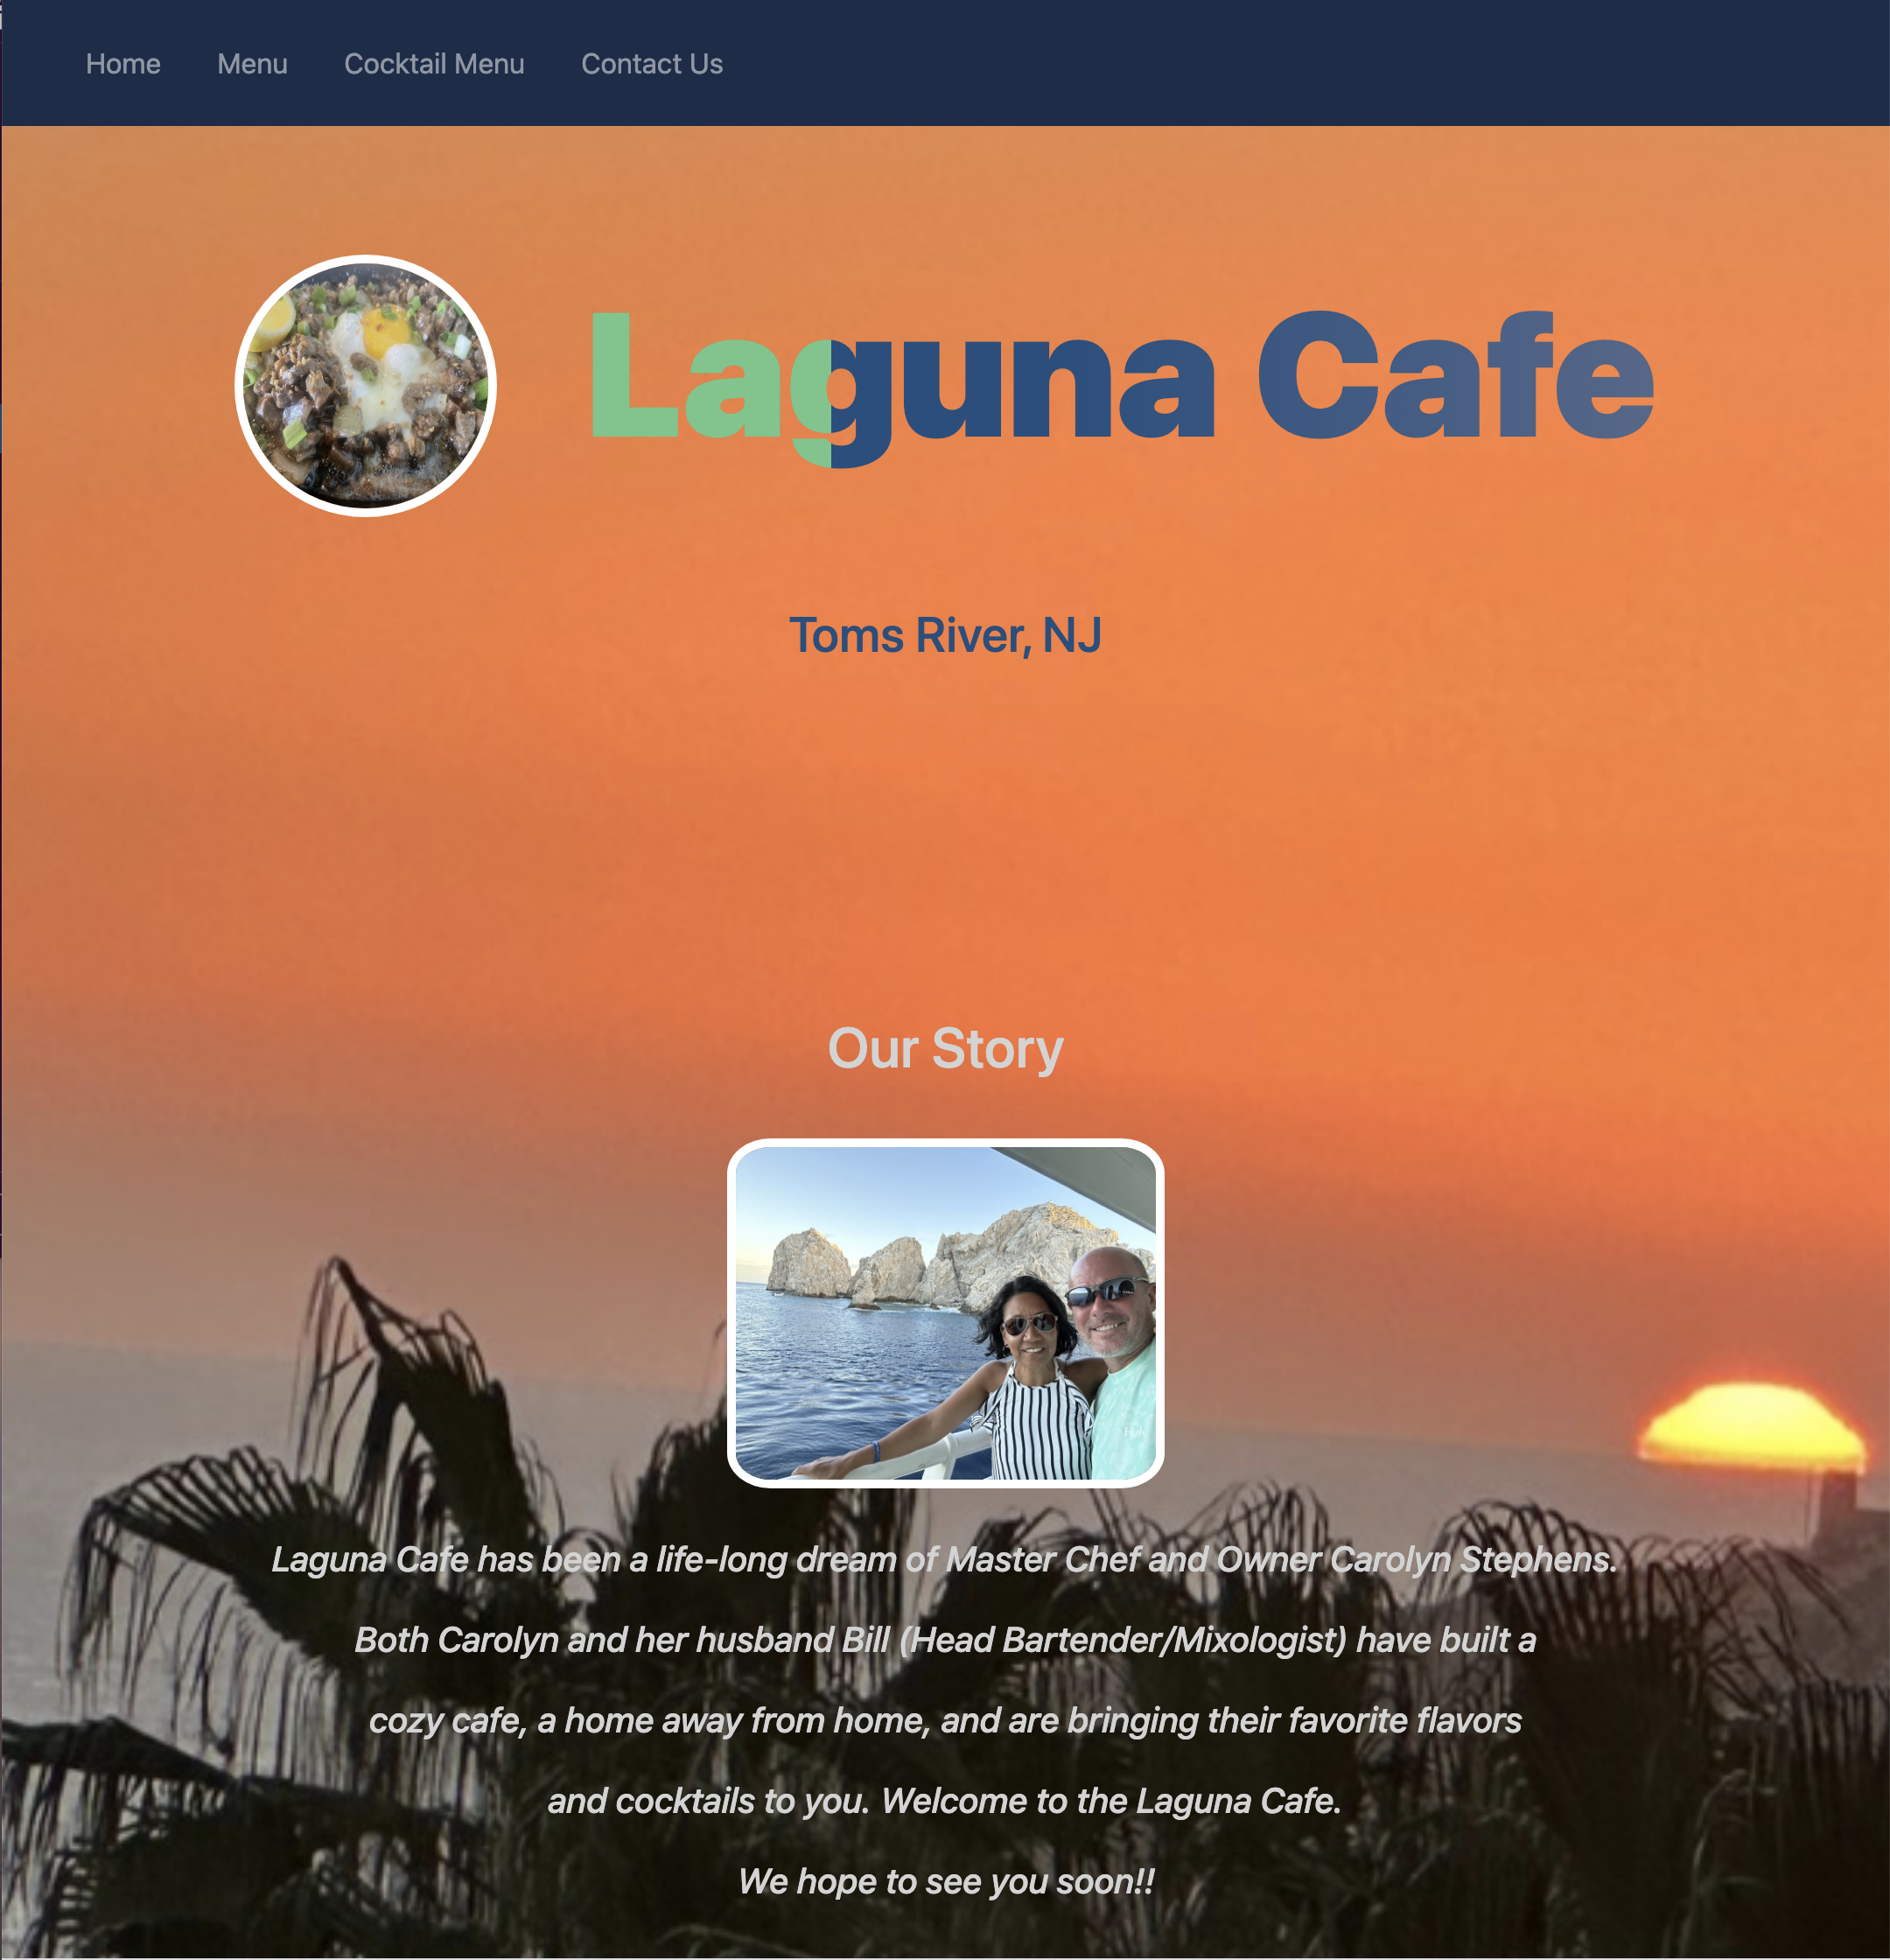 Home Menu Cocktail Menu Contact Us
Laguna Cafe
Toms River, NJ
Our Story
Laguna Cafe has been a life-long dream of Master Chef and Owner Carolyn Stephens.
Both Carolyn and her husband Bill (Head Bartender/Mixologist) have built a
cozy cafe, a home away from home, and are bringing their favorite flavors
and cocktails to you. Welcome to the Laguna Cafe.
We hope to see you soon!!